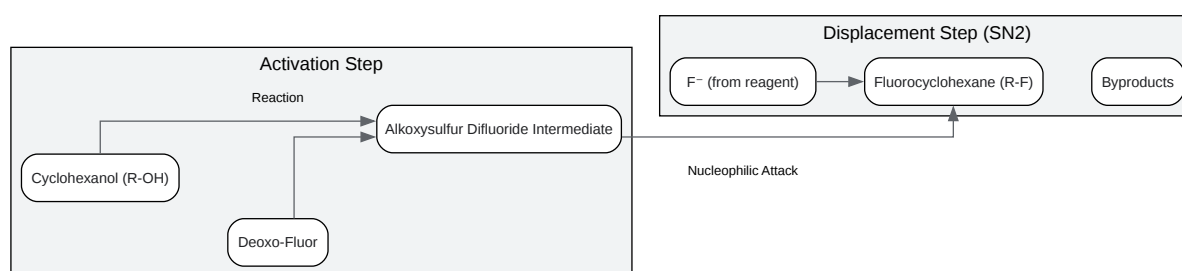 Displacement Step (SN2)
F⁻ (from reagent)
Fluorocyclohexane (R-F)
Byproducts
Activation Step
Reaction
Alkoxysulfur Difluoride Intermediate
Cyclohexanol (R-OH)
Nucleophilic Attack
Deoxo-Fluor